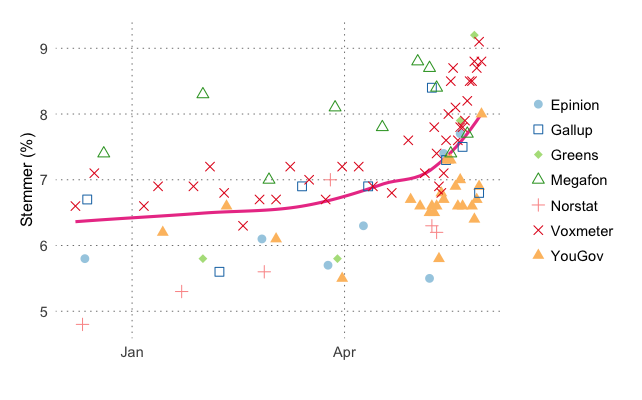 9
8
7
6
5
Stemmer (%)
Jan
Apr
Epinion
Gallup
Greens
Megafon
Norstat
Voxmeter
YouGov